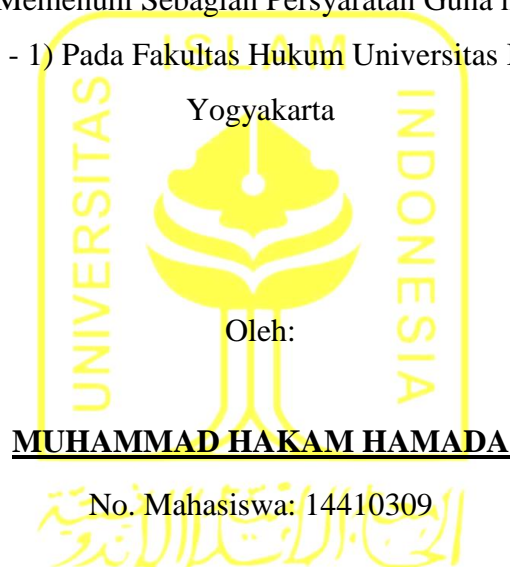 Memenuhi Sebagian Persyaratan Guna
- 1) Pada Fakultas Hukum Universitas
ISLAM
UNIVERSITAS
INDONESIA
Yogyakarta
Oleh:
MUHAMMAD HAKAM HAMADA
No. Mahasiswa: 14410309